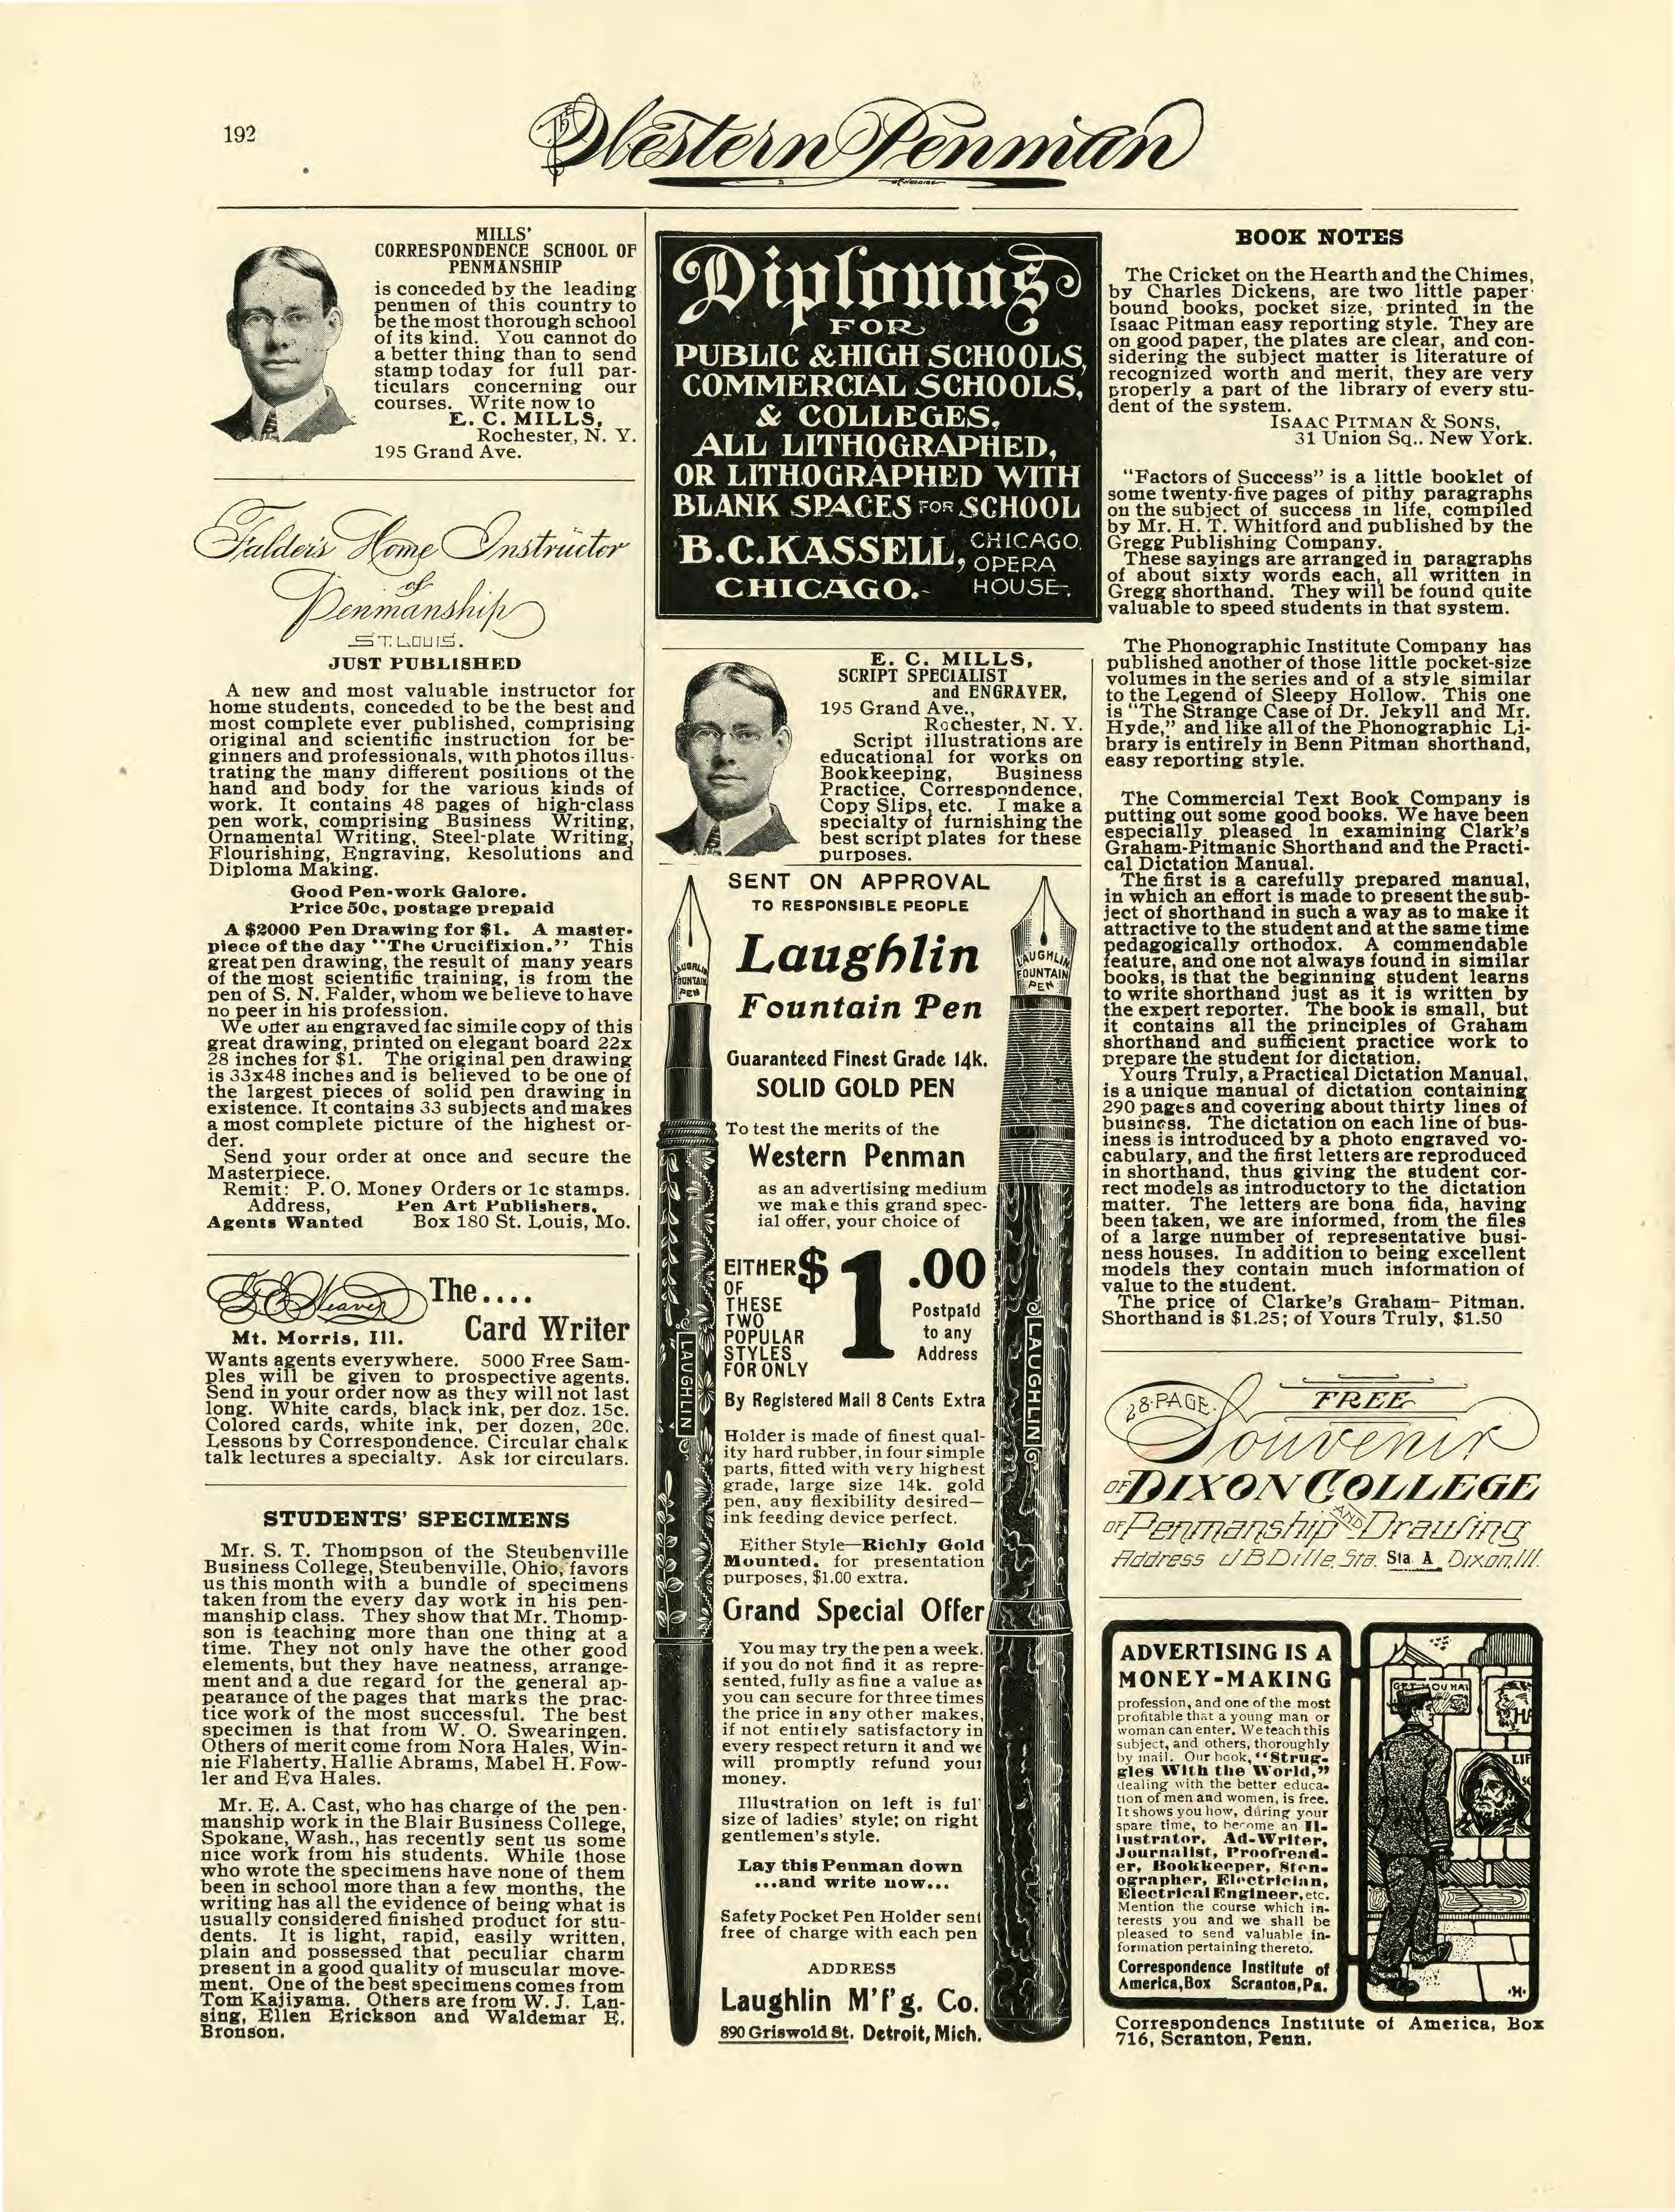 192
The Western Penman
MILLS'
CORRESPONDENCE SCHOOL OF
PENMANSHIP
is conceded by the leading
penmen of this country to
be the most thorough school
of its kind. You cannot do
a better thing than to send
stamp today for full par-
ticulars concerning our
courses. Write now to
E. C. MILLS,
Rochester, N. Y.
195 Grand Ave.
Falder's Home Instructor
of
Penmanship
ST. LOUIS.
JUST PUBLISHED
A new and most valuable instructor for
home students, conceded to be the best and
most complete ever published, comprising
original and scientific instruction for be-
ginners and professionals, with photos illus-
trating the many different positions of the
hand and body for the various kinds of
work. It contains 48 pages of high-class
pen work, comprising Business Writing,
Ornamental Writing, Steel-plate Writing,
Flourishing, Engraving, Resolutions and
Diploma Making.
Good Pen-work Galore.
Price 50c, postage prepaid
A $2000 Pen Drawing for $1. A master-
piece of the day "The Crucifixion." This
great pen drawing, the result of many years
of the most scientific training, is from the
pen of S. N. Falder, whom we believe to have
no peer in his profession.
We offer an engraved fac simile copy of this
great drawing, printed on elegant board 22x
28 inches for $1. The original pen drawing
is 33x48 inches and is believed to be one of
the largest pieces of solid pen drawing in
existence. It contains 33 subjects and makes
a most complete picture of the highest or-
der.
Send your order at once and secure the
Masterpiece.
Remit: P. O. Money Orders or 1c stamps.
Address, Pen Art Publishers,
Agents Wanted Box 180 St. Louis, Mo.
G E Weaver The....
Mt. Morris, Ill. Card Writer
Wants agents everywhere. 5000 Free Sam-
ples will be given to prospective agents.
Send in your order now as they will not last
long. White cards, black ink, per doz. 15c.
Colored cards, white ink, per dozen, 20c.
Lessons by Correspondence. Circular chalk
talk lectures a specialty. Ask for circulars.
STUDENTS' SPECIMENS
Mr. S. T. Thompson of the Steubenville
Business College, Steubenville, Ohio, favors
us this month with a bundle of specimens
taken from the every day work in his pen-
manship class. They show that Mr. Thomp-
son is teaching more than one thing at a
time. They not only have the other good
elements, but they have neatness, arrange-
ment and a due regard for the general ap-
pearance of the pages that marks the prac-
tice work of the most successful. The best
specimen is that from W. O. Swearingen.
Others of merit come from Nora Hales, Win-
nie Flaherty, Hallie Abrams, Mabel H. Fow-
ler and Eva Hales.
Mr. E. A. Cast, who has charge of the pen-
manship work in the Blair Business College,
Spokane, Wash., has recently sent us some
nice work from his students. While those
who wrote the specimens have none of them
been in school more than a few months, the
writing has all the evidence of being what is
usually considered finished product for stu-
dents. It is light, rapid, easily written,
plain and possessed that peculiar charm
present in a good quality of muscular move-
ment. One of the best specimens comes from
Tom Kajiyama. Others are from W. J. Lan-
sing, Ellen Erickson and Waldemar E.
Bronson.
Diplomas
FOR
PUBLIC & HIGH SCHOOLS,
COMMERCIAL SCHOOLS,
& COLLEGES,
ALL LITHOGRAPHED,
OR LITHOGRAPHED WITH
BLANK SPACES FOR SCHOOL
B.C.KASSELL, CHICAGO
OPERA
CHICAGO. HOUSE
E. C. MILLS,
SCRIPT SPECIALIST
and ENGRAVER,
195 Grand Ave.,
Rochester, N. Y.
Script illustrations are
educational for works on
Bookkeeping, Business
Practice, Correspondence,
Copy Slips, etc. I make a
specialty of furnishing the
best script plates for these
purposes.
SENT ON APPROVAL
TO RESPONSIBLE PEOPLE
LAUGHLIN
FOUNTAIN
PEN
LAUGHLIN
FOUNTAIN
PEN
Laughlin
Fountain Pen
Guaranteed Finest Grade 14k.
SOLID GOLD PEN
To test the merits of the
Western Penman
as an advertising medium
we make this grand spec-
ial offer, your choice of
EITHER
OF
THESE
TWO
POPULAR
STYLES
FOR ONLY
$1.00
Postpaid
to any
Address
LAUGHLIN
LAUGHLIN
By Registered Mail 8 Cents Extra
Holder is made of finest qual-
ity hard rubber, in four simple
parts, fitted with very highest
grade, large size 14k. gold
pen, any flexibility desired—
ink feeding device perfect.
Either Style—Richly Gold
Mounted. for presentation
purposes, $1.00 extra.
Grand Special Offer
You may try the pen a week,
if you do not find it as repre-
sented, fully as fine a value as
you can secure for three times
the price in any other makes,
if not entirely satisfactory in
every respect return it and we
will promptly refund your
money.
Illustration on left is full
size of ladies' style; on right
gentlemen's style.
Lay this Penman down
...and write now...
Safety Pocket Pen Holder sent
free of charge with each pen
ADDRESS
Laughlin M'f'g. Co.
890 Griswold St. Detroit, Mich.
BOOK NOTES
The Cricket on the Hearth and the Chimes,
by Charles Dickens, are two little paper
bound books, pocket size, printed in the
Isaac Pitman easy reporting style. They are
on good paper, the plates are clear, and con-
sidering the subject matter is literature of
recognized worth and merit, they are very
properly a part of the library of every stu-
dent of the system.
ISAAC PITMAN & SONS,
31 Union Sq.. New York.
"Factors of Success" is a little booklet of
some twenty-five pages of pithy paragraphs
on the subject of success in life, compiled
by Mr. H. T. Whitford and published by the
Gregg Publishing Company.
These sayings are arranged in paragraphs
of about sixty words each, all written in
Gregg shorthand. They will be found quite
valuable to speed students in that system.
The Phonographic Institute Company has
published another of those little pocket-size
volumes in the series and of a style similar
to the Legend of Sleepy Hollow. This one
is "The Strange Case of Dr. Jekyll and Mr.
Hyde," and like all of the Phonographic Li-
brary is entirely in Benn Pitman shorthand,
easy reporting style.
The Commercial Text Book Company is
putting out some good books. We have been
especially pleased In examining Clark's
Graham-Pitmanic Shorthand and the Practi-
cal Dictation Manual.
The first is a carefully prepared manual,
in which an effort is made to present the sub-
ject of shorthand in such a way as to make it
attractive to the student and at the same time
pedagogically orthodox. A commendable
feature, and one not always found in similar
books, is that the beginning student learns
to write shorthand just as it is written by
the expert reporter. The book is small, but
it contains all the principles of Graham
shorthand and sufficient practice work to
prepare the student for dictation.
Yours Truly, a Practical Dictation Manual,
is a unique manual of dictation containing
290 pages and covering about thirty lines of
business. The dictation on each line of bus-
iness is introduced by a photo engraved vo-
cabulary, and the first letters are reproduced
in shorthand, thus giving the student cor-
rect models as introductory to the dictation
matter. The letters are bona fida, having
been taken, we are informed, from the files
of a large number of representative busi-
ness houses. In addition to being excellent
models they contain much information of
value to the student.
The price of Clarke's Graham- Pitman.
Shorthand is $1.25; of Yours Truly, $1.50
28-PAGE FREE
Souvenir
OF DIXON COLLEGE
OF Penmanship AND Drawing
Address J B Dille, Sta. Sta. A Dixon, Ill.
ADVERTISING IS A
MONEY-MAKING
profession, and one of the most
profitable that a young man or
woman can enter. We teach this
subject, and others, thoroughly
by mail. Our book, "Strug-
gles With the World,"
dealing with the better educa-
tion of men and women, is free.
It shows you how, during your
spare time, to become an Il-
lustrator, Ad-Writer,
Journalist, Proofread-
er, Bookkeeper, Sten-
ographer, Electrician,
Electrical Engineer, etc.
Mention the course which in-
terests you and we shall be
pleased to send valuable in-
formation pertaining thereto.
Correspondence Institute of
America, Box Scranton, Pa.
HA
LIF
·H·
Correspondencs Institute of America, Box
716, Scranton, Penn.